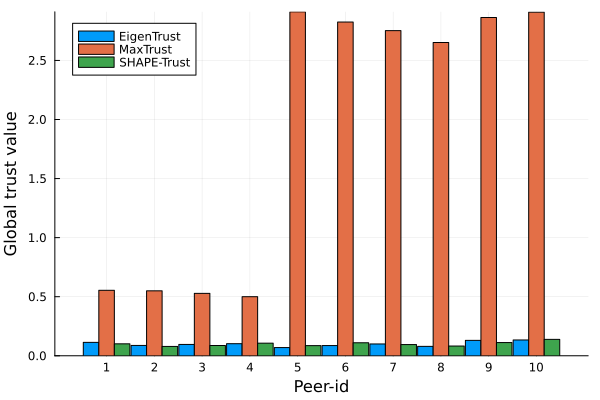 EigenTrust
MaxTrust
SHAPE-Trust
Global trust value
2.5
2.0
1.5
1.0
0.5
0.0
1 2 3 4 5 6 7 8 9 10
Peer-id